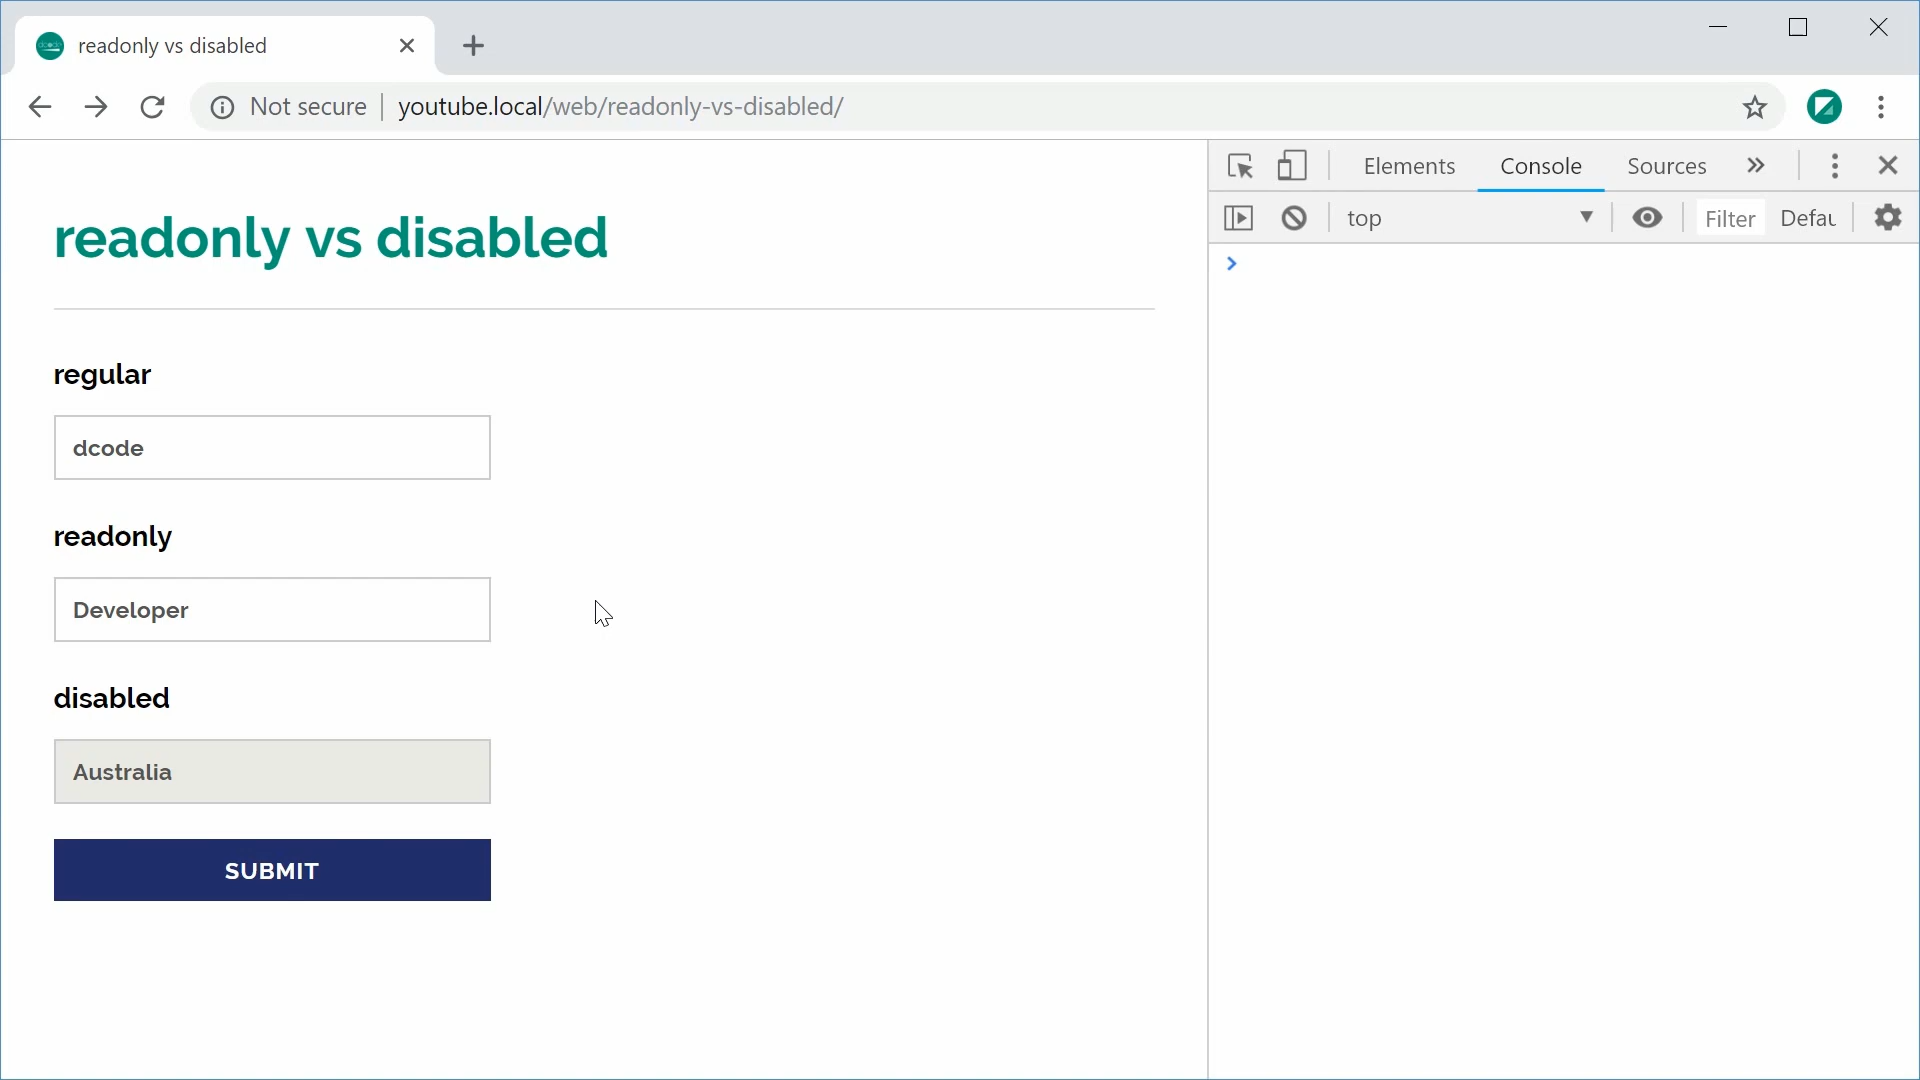 readonly vs disabled
Not secure
youtube.local/web/readonly-vs-disabled/
Elements
Console
Sources
top
Filter
Defau
readonly vs disabled
regular
dcode
readonly
Developer
disabled
Australia
SUBMIT